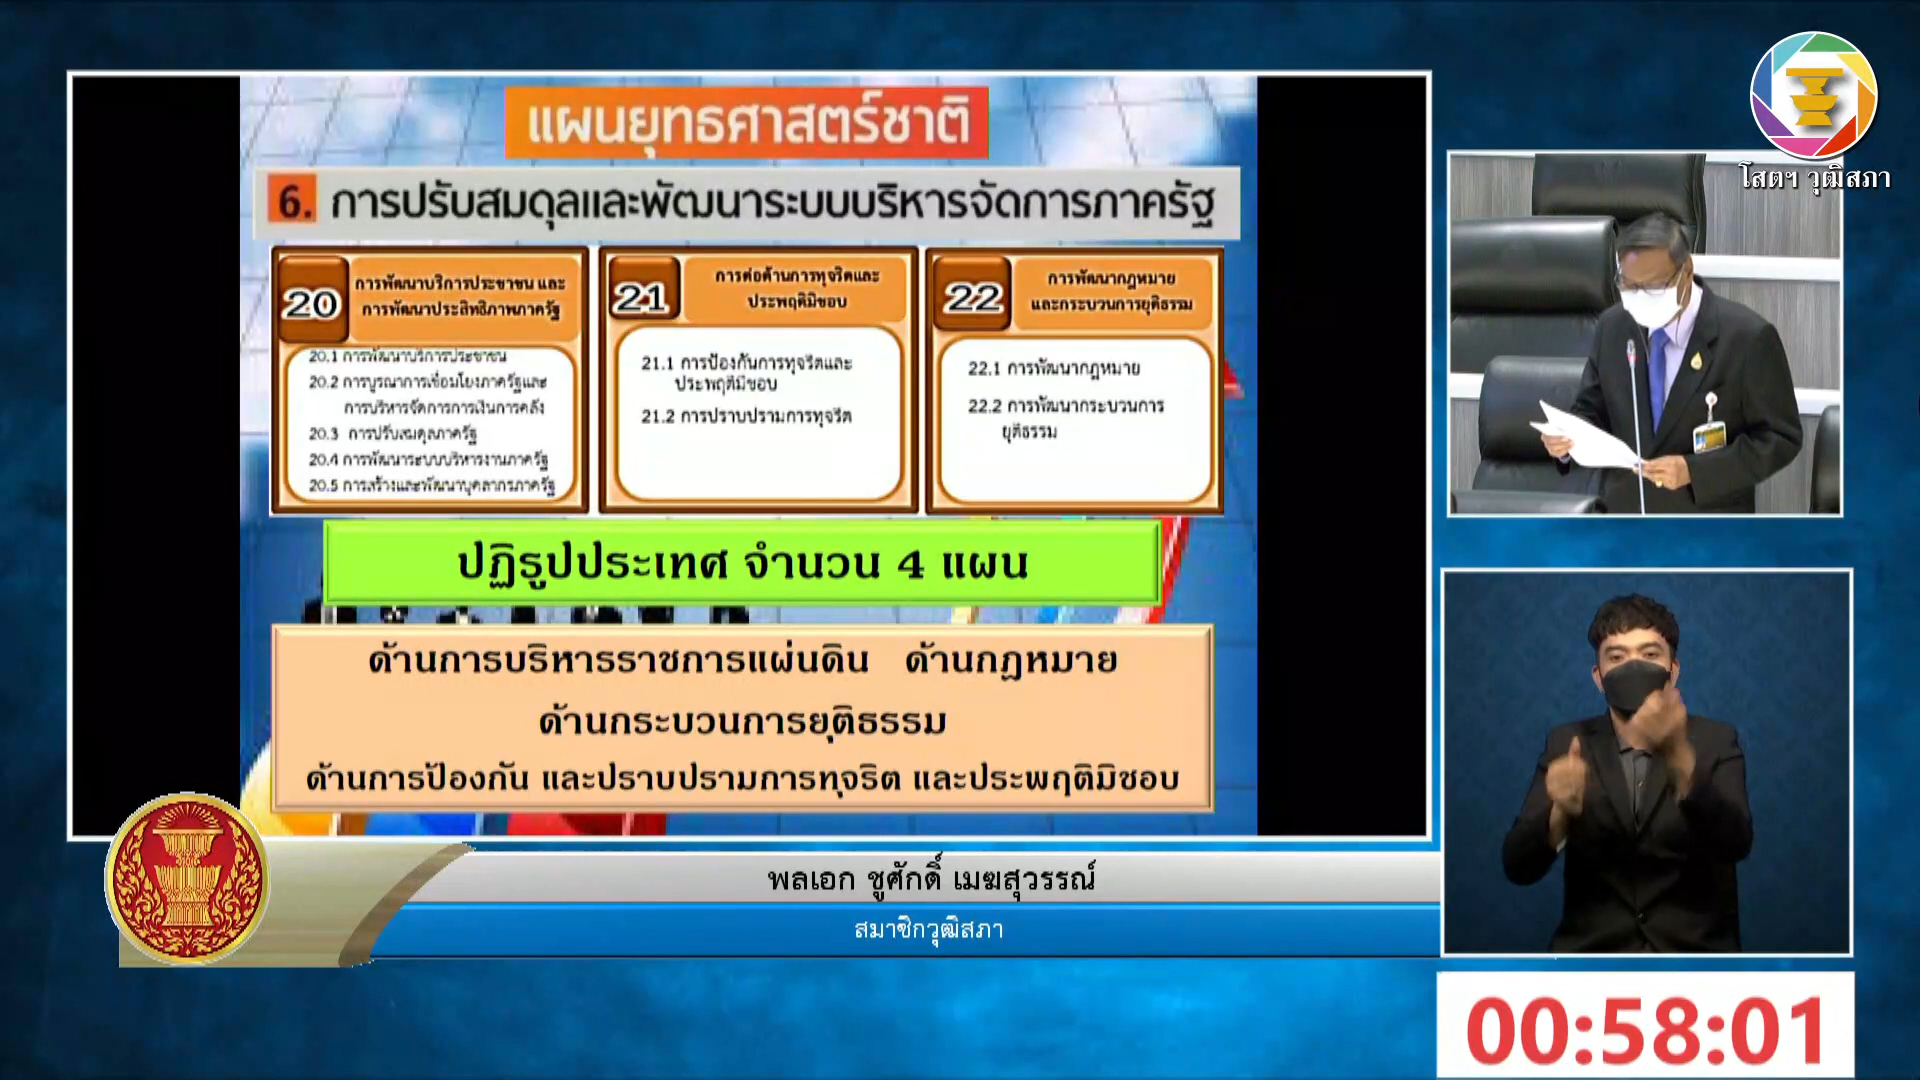 โสตฯ วุฒิสภา
แผนยุทธศาสตร์ชาติ
6. การปรับสมดุลและพัฒนาระบบบริหารจัดการภาครัฐ
20
การพัฒนาบริการประชาชน และ
การพัฒนาประสิทธิภาพภาครัฐ
20.1 การพัฒนาบริการประชาชน
20.2 การบูรณาการเชื่อมโยงภาครัฐและ
การบริหารจัดการการเงินการคลัง
20.3 การปรับสมดุลภาครัฐ
20.4 การพัฒนาระบบบริหารงานภาครัฐ
20.5 การสร้างและพัฒนาบุคลากรภาครัฐ
21
การต่อต้านการทุจริตและ
ประพฤติมิชอบ
21.1 การป้องกันการทุจริตและ
ประพฤติมิชอบ
21.2 การปราบปรามการทุจริต
22
การพัฒนากฎหมาย
และกระบวนการยุติธรรม
22.1 การพัฒนากฎหมาย
22.2 การพัฒนากระบวนการ
ยุติธรรม
ปฏิรูปประเทศ จำนวน 4 แผน
ด้านการบริหารราชการแผ่นดิน ด้านกฎหมาย
ด้านกระบวนการยุติธรรม
ด้านการป้องกัน และปราบปรามการทุจริต และประพฤติมิชอบ
พลเอก ชูศักดิ์ เมฆสุวรรณ์
สมาชิกวุฒิสภา
00:58:01